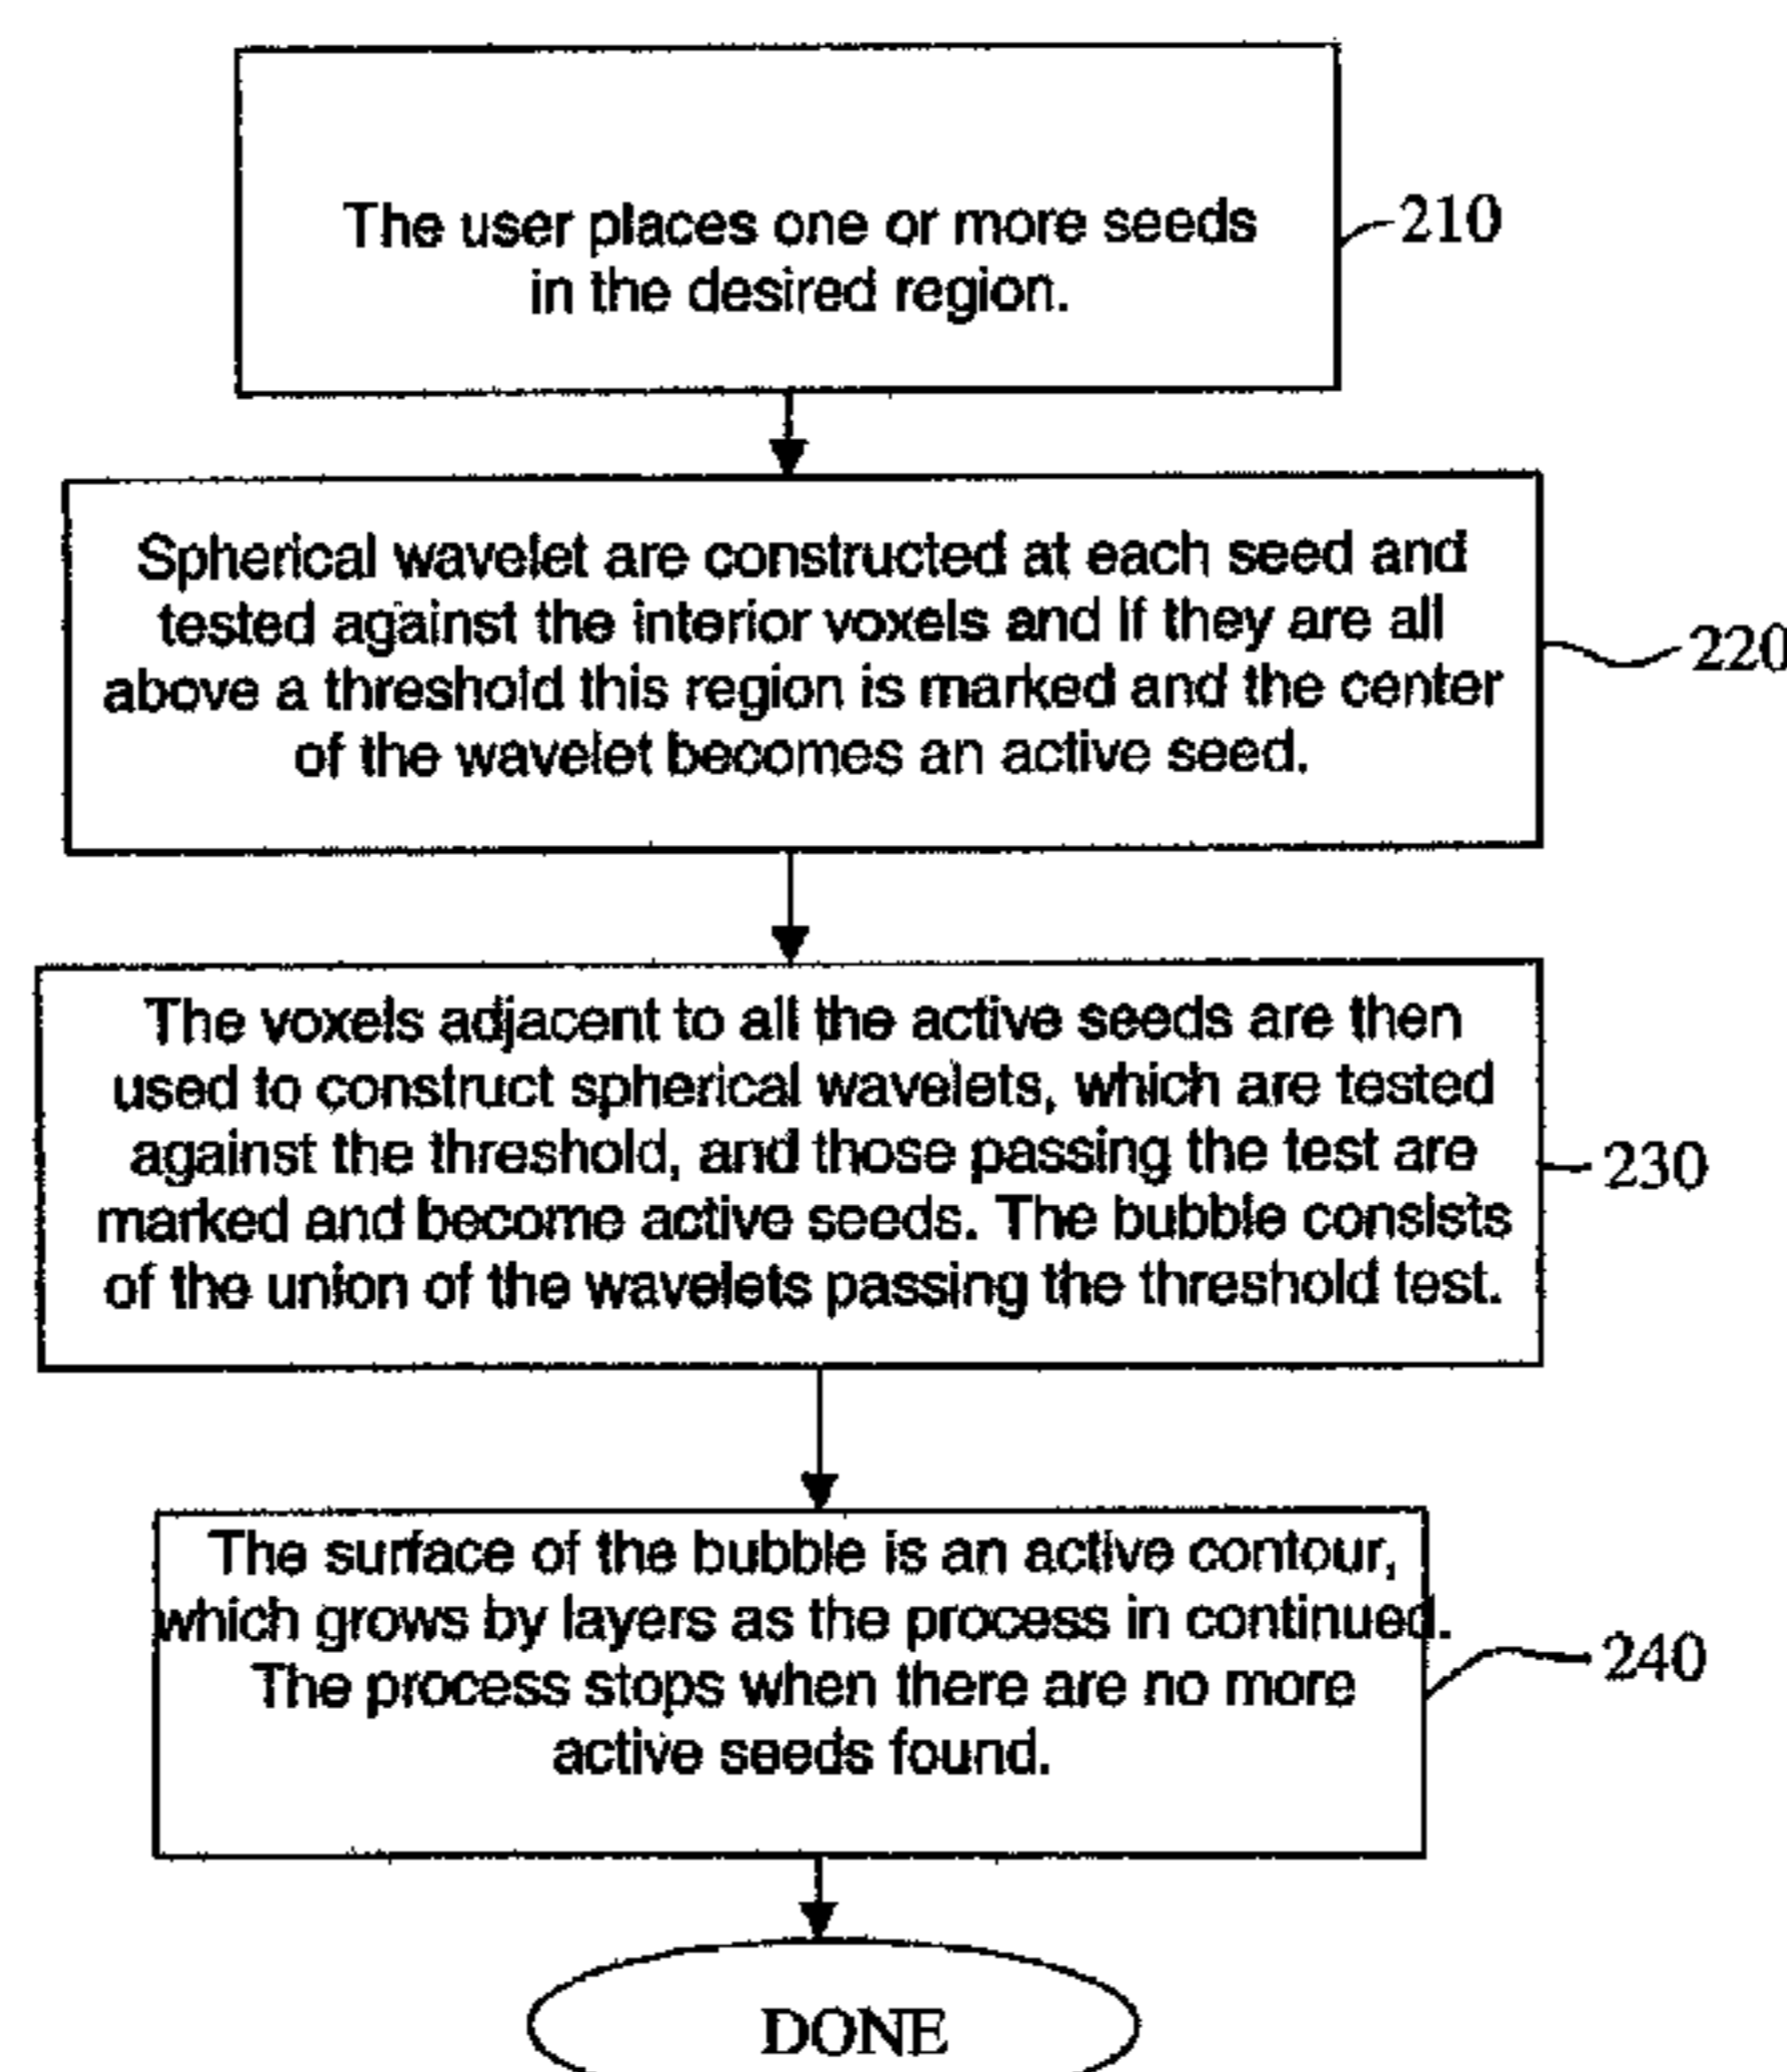 The user places one or more seeds
in the desired region.
210
Spherical wavelet are constructed at each seed and
tested against the interior voxels and if they are all
above a threshold this region is marked and the center
of the wavelet becomes an active seed.
220
The voxels adjacent to all the active seeds are then
used to construct spherical wavelets, which are tested
against the threshold, and those passing the test are
marked and become active seeds. The bubble consists
of the union of the wavelets passing the threshold test.
230
The surface of the bubble is an active contour,
which grows by layers as the process in continued.
The process stops when there are no more
active seeds found.
240
DONE